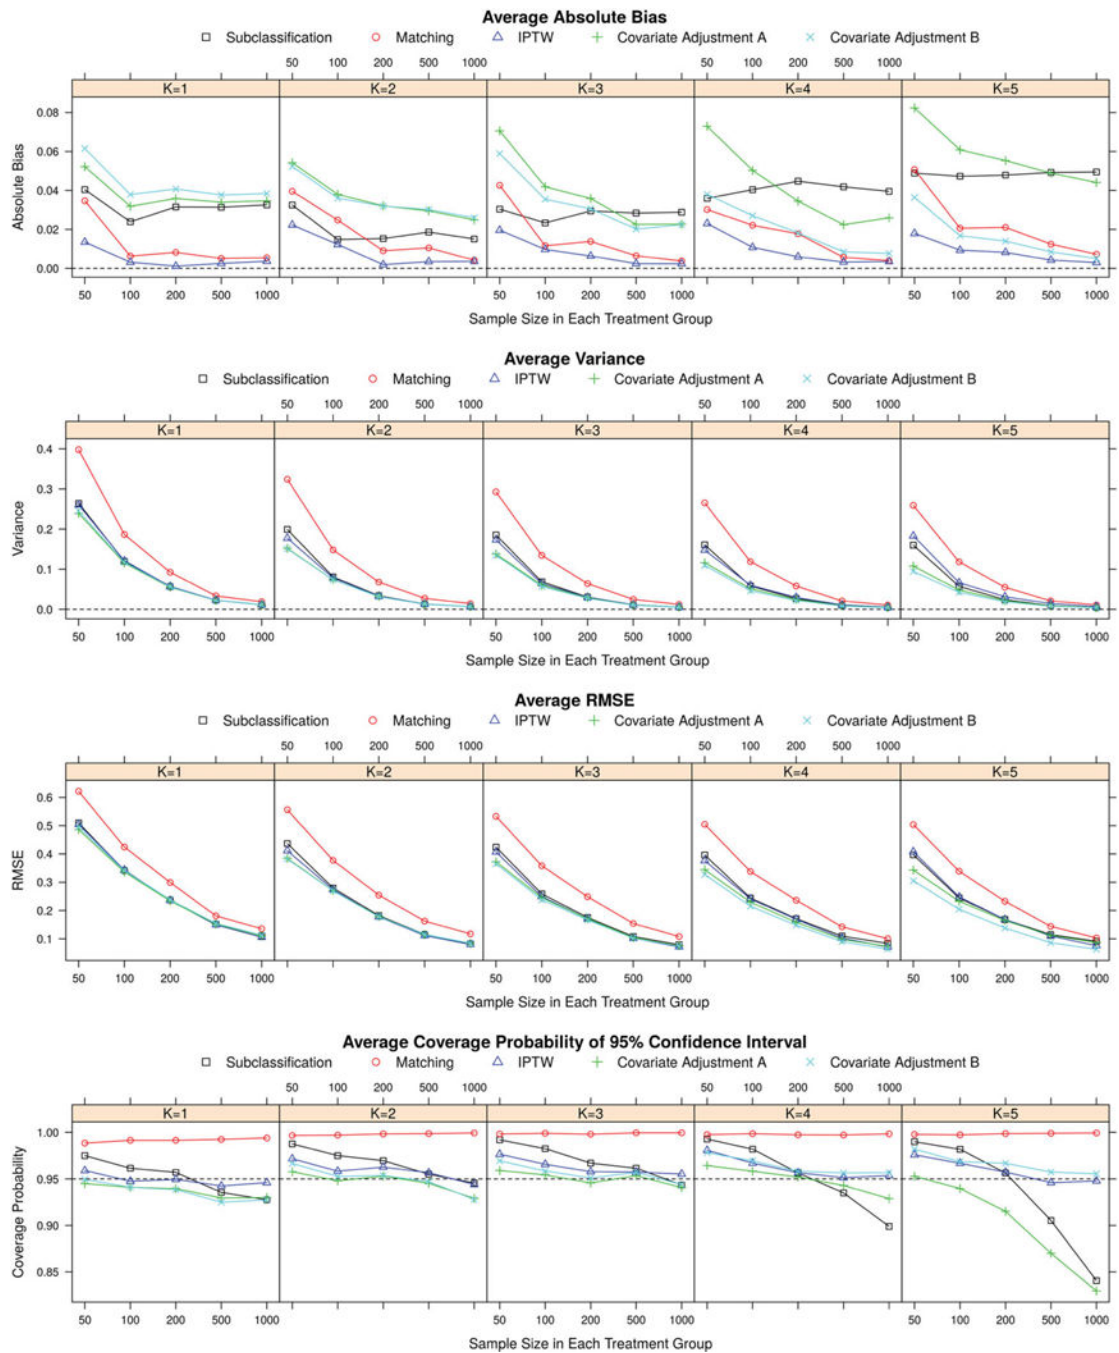 Average Absolute Bias
Subclassification Matching IPTW Covariate Adjustment A Covariate Adjustment B
50 100 200 500 1000 50 100 200 500 1000
K=1 K=2 K=3 K=4 K=5
0.08
0.06
0.04
0.02
0.00
Absolute Bias
50 100 200 500 1000 50 100 200 500 1000 50 100 200 500 1000
Sample Size in Each Treatment Group
Average Variance
Subclassification Matching IPTW Covariate Adjustment A Covariate Adjustment B
50 100 200 500 1000 50 100 200 500 1000
K=1 K=2 K=3 K=4 K=5
0.4
0.3
0.2
0.1
0.0
Variance
50 100 200 500 1000 50 100 200 500 1000 50 100 200 500 1000
Sample Size in Each Treatment Group
Average RMSE
Subclassification Matching IPTW Covariate Adjustment A Covariate Adjustment B
50 100 200 500 1000 50 100 200 500 1000
K=1 K=2 K=3 K=4 K=5
0.6
0.5
0.4
0.3
0.2
0.1
RMSE
50 100 200 500 1000 50 100 200 500 1000 50 100 200 500 1000
Sample Size in Each Treatment Group
Average Coverage Probability of 95% Confidence Interval
Subclassification Matching IPTW Covariate Adjustment A Covariate Adjustment B
50 100 200 500 1000 50 100 200 500 1000
K=1 K=2 K=3 K=4 K=5
1.00
0.95
0.90
0.85
Coverage Probability
50 100 200 500 1000 50 100 200 500 1000 50 100 200 500 1000
Sample Size in Each Treatment Group